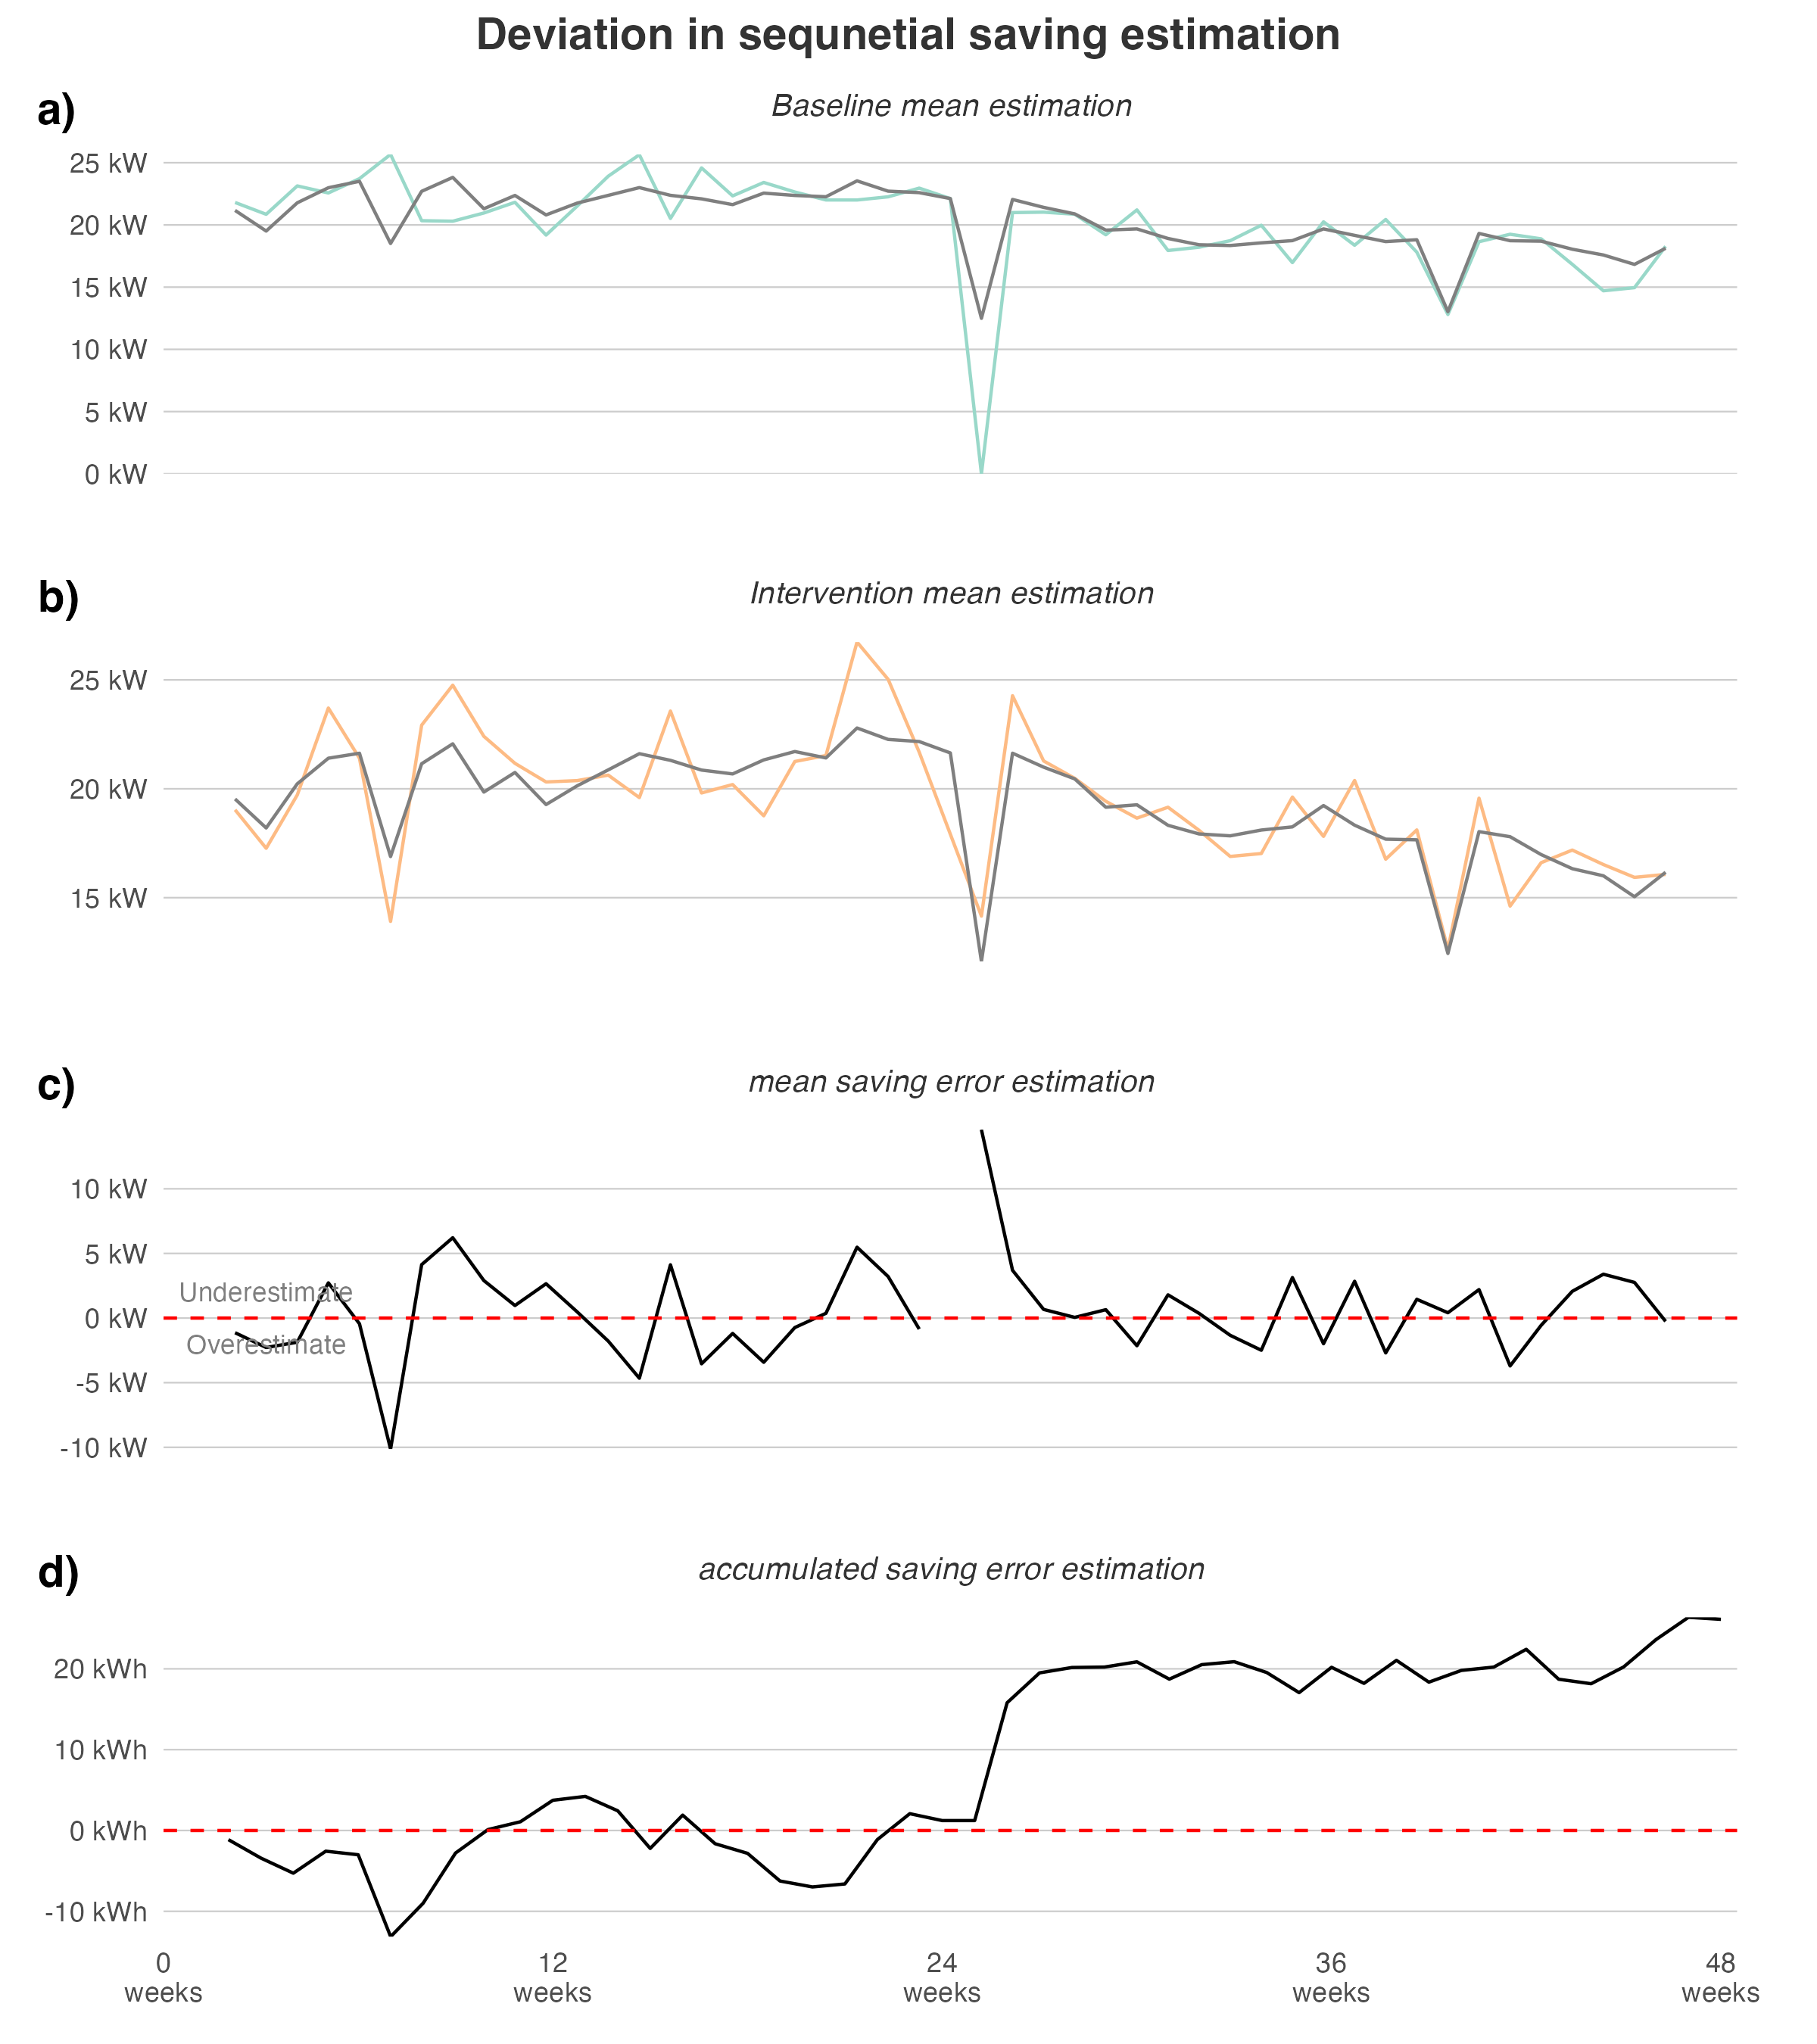 Deviation in sequnetial saving estimation
a)
Baseline mean estimation
25 kW
20 kW
15 kW
10 kW
5 kW
0 kW
b)
Intervention mean estimation
25 kW
20 kW
15 kW
c)
mean saving error estimation
10 kW
5 kW
Underestimate
0 kW
Overestimate
-5 kW
-10 kW
d)
accumulated saving error estimation
20 kWh
10 kWh
0 kWh
-10 kWh
0 12 24 36 48
weeks weeks weeks weeks weeks